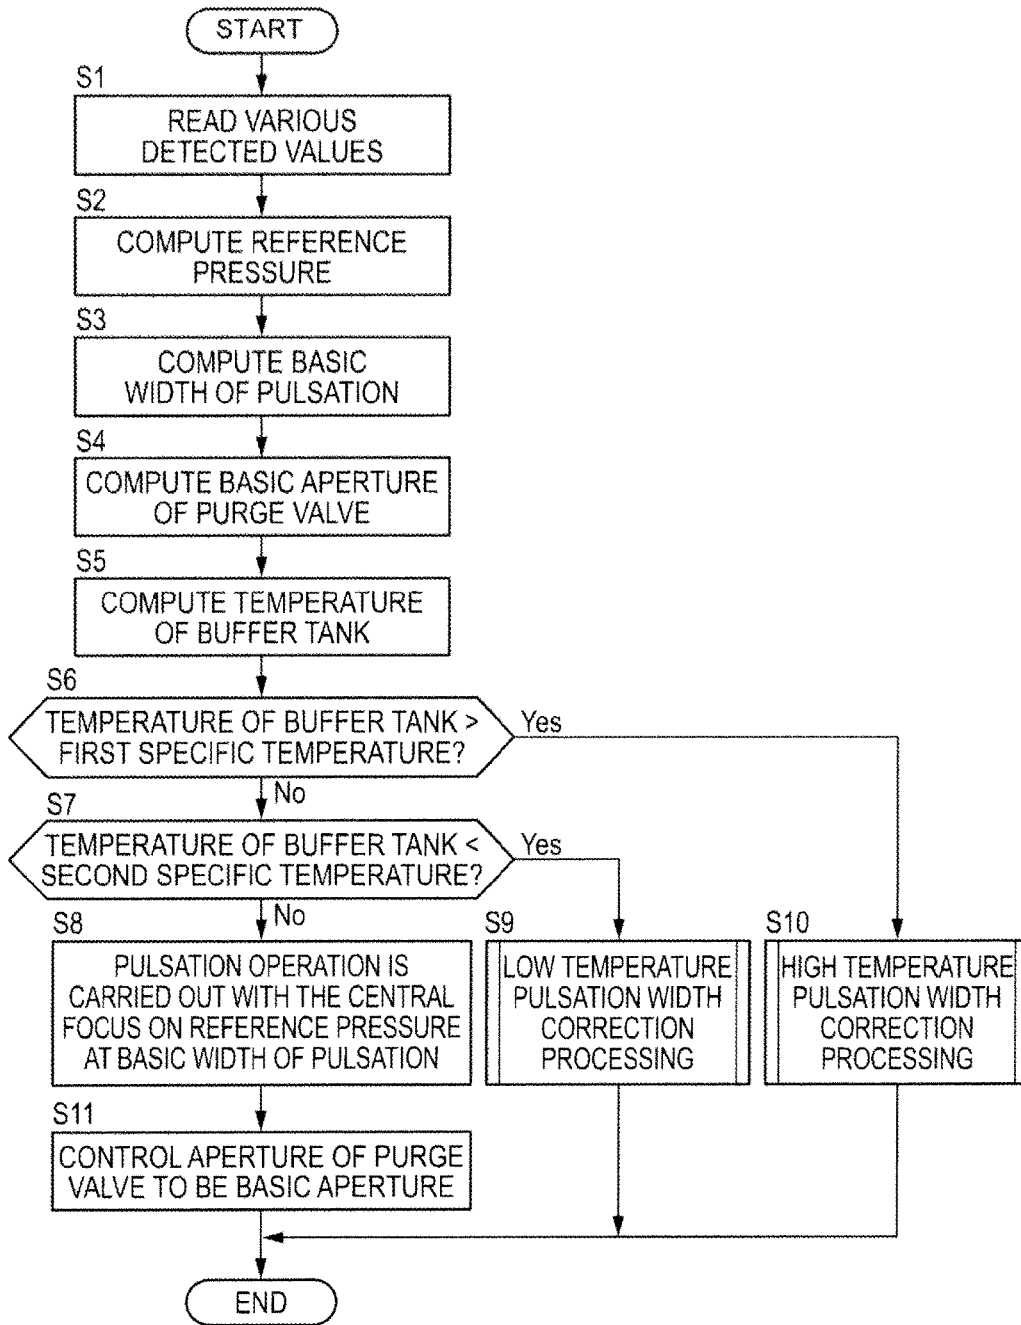 START
S1
READ VARIOUS
DETECTED VALUES
S2
COMPUTE REFERENCE
PRESSURE
S3
COMPUTE BASIC
WIDTH OF PULSATION
S4
COMPUTE BASIC APERTURE
OF PURGE VALVE
S5
COMPUTE TEMPERATURE
OF BUFFER TANK
S6
TEMPERATURE OF BUFFER TANK >
FIRST SPECIFIC TEMPERATURE?
Yes
No
S7
TEMPERATURE OF BUFFER TANK <
SECOND SPECIFIC TEMPERATURE?
Yes
No
S8
PULSATION OPERATION IS
CARRIED OUT WITH THE CENTRAL
FOCUS ON REFERENCE PRESSURE
AT BASIC WIDTH OF PULSATION
S9
LOW TEMPERATURE
PULSATION WIDTH
CORRECTION
PROCESSING
S10
HIGH TEMPERATURE
PULSATION WIDTH
CORRECTION
PROCESSING
S11
CONTROL APERTURE OF PURGE
VALVE TO BE BASIC APERTURE
END